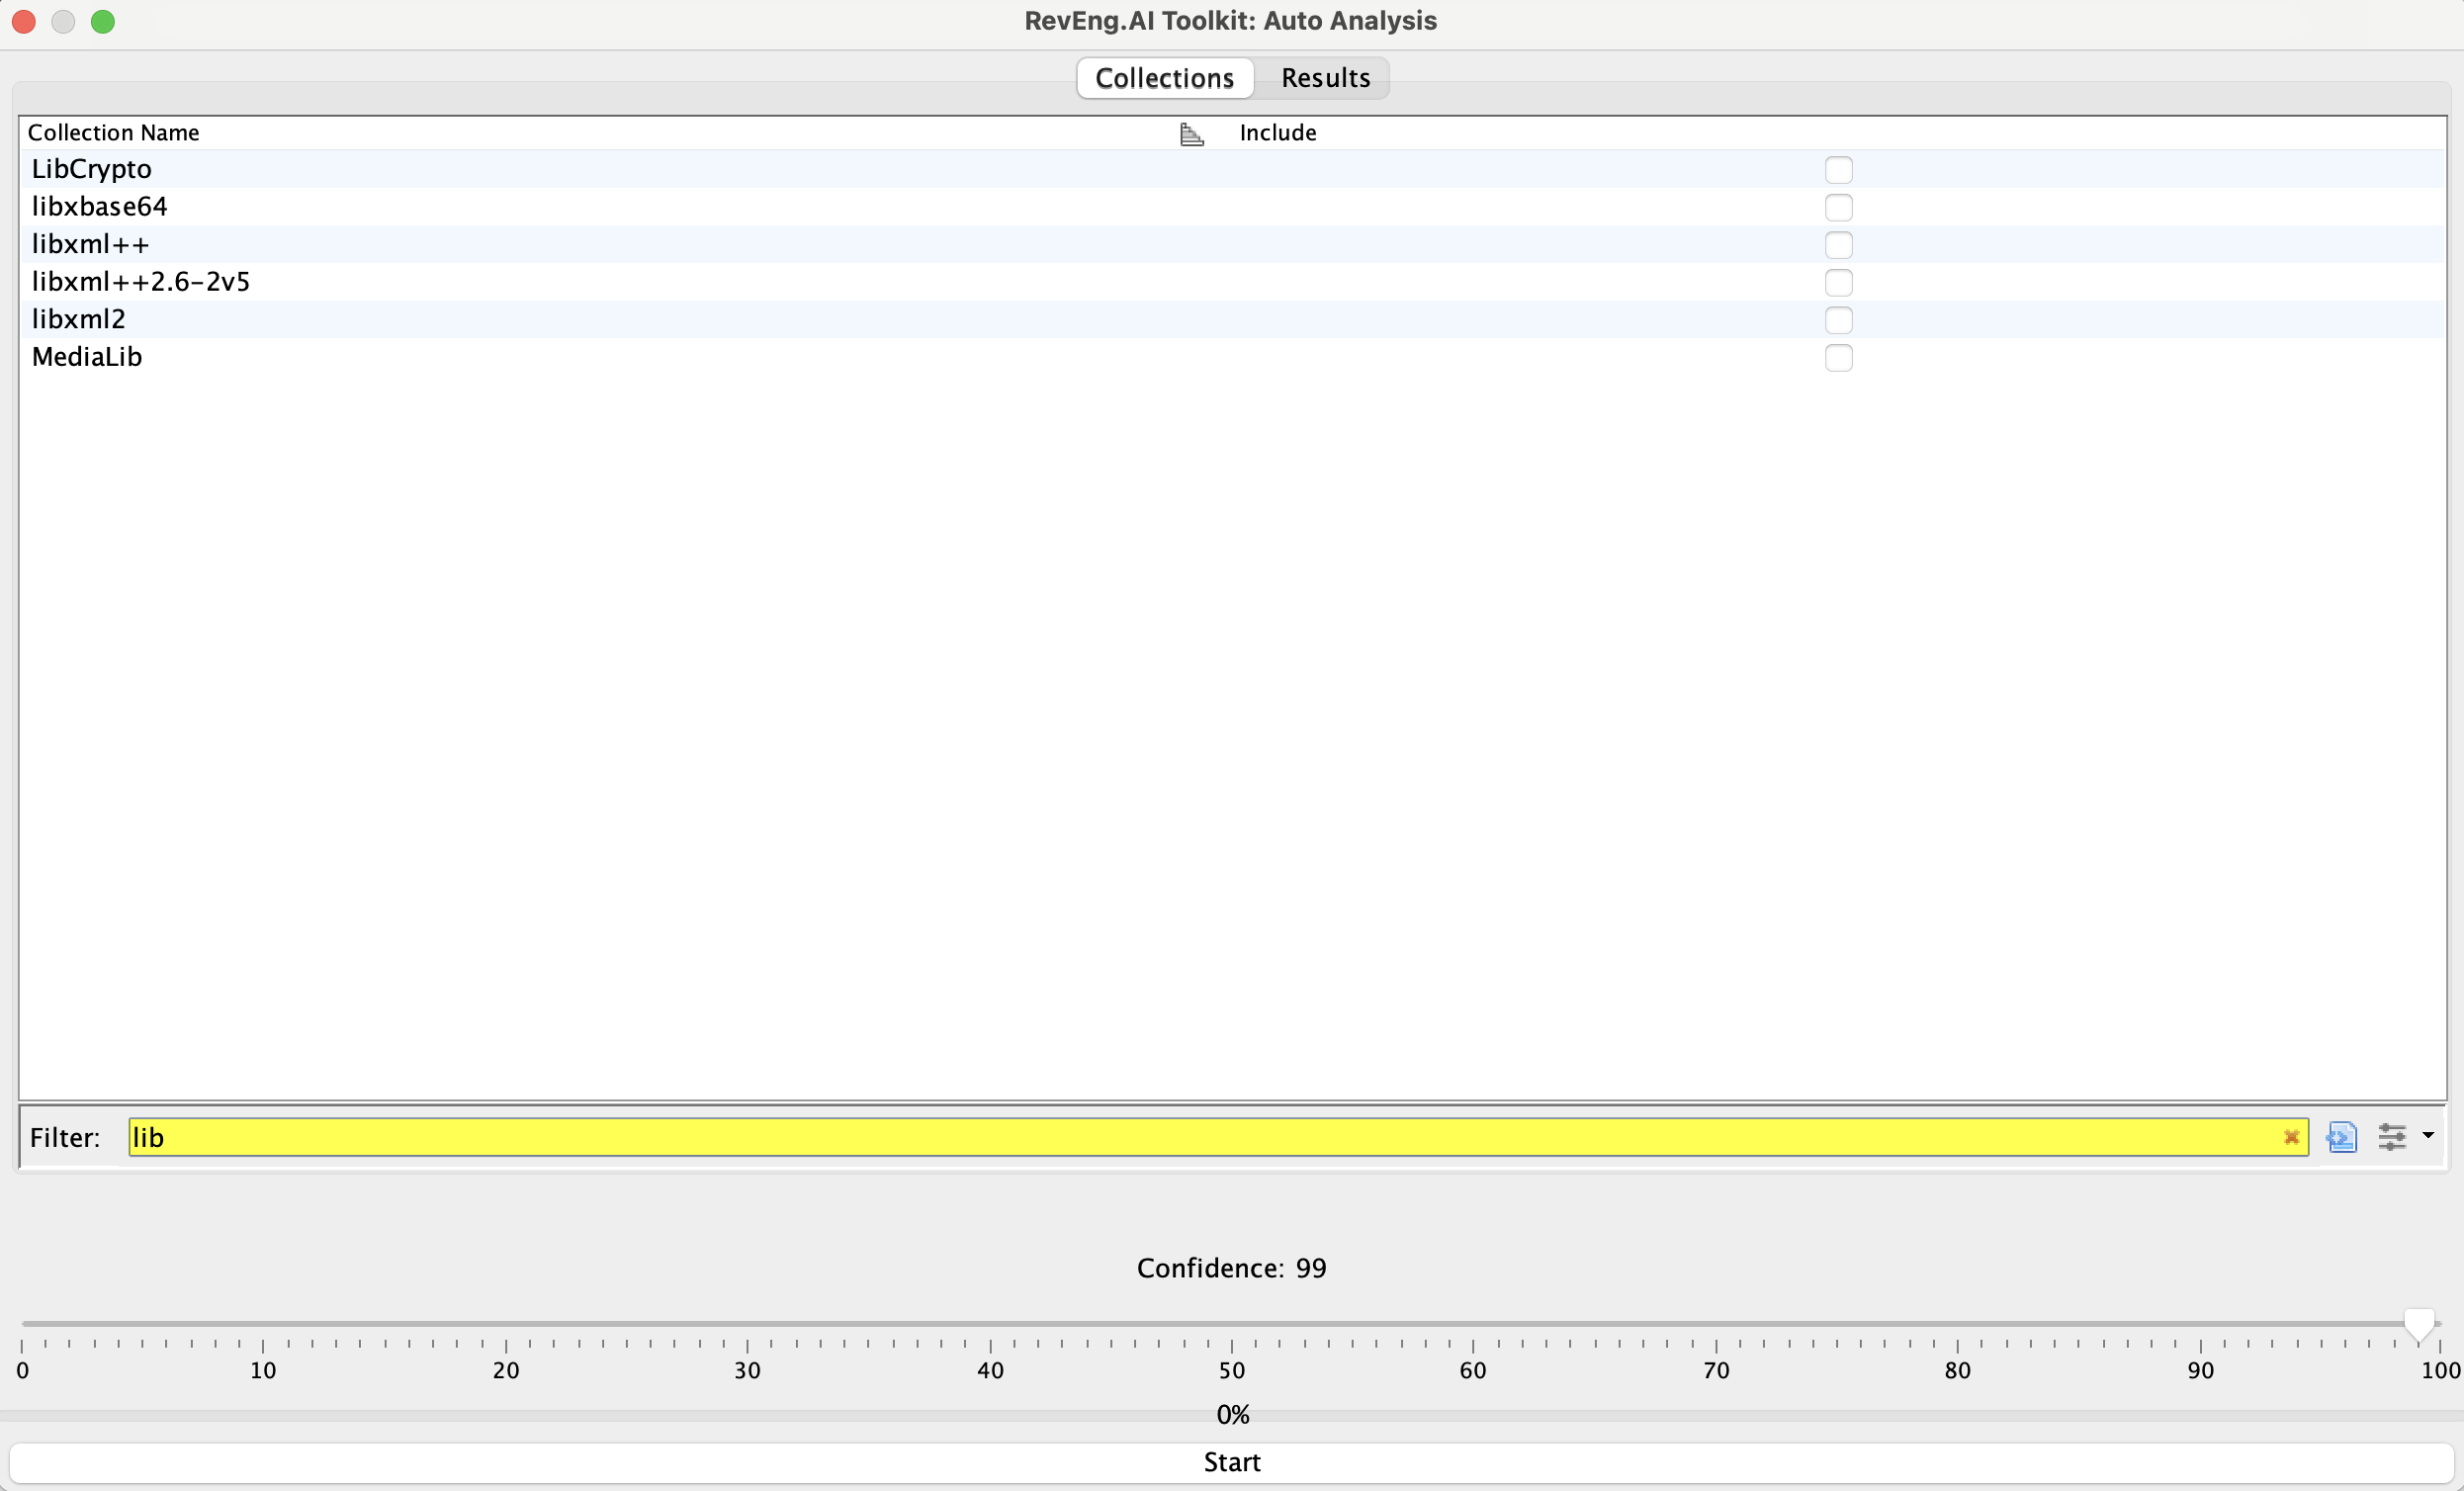 RevEng.AI Toolkit: Auto Analysis
Collections Results
Collection Name Include
LibCrypto
libxbase64
libxml++
libxml++2.6-2v5
libxml2
MediaLib
Filter: lib
Confidence: 99
0 10 20 30 40 50 60 70 80 90 100
0%
Start